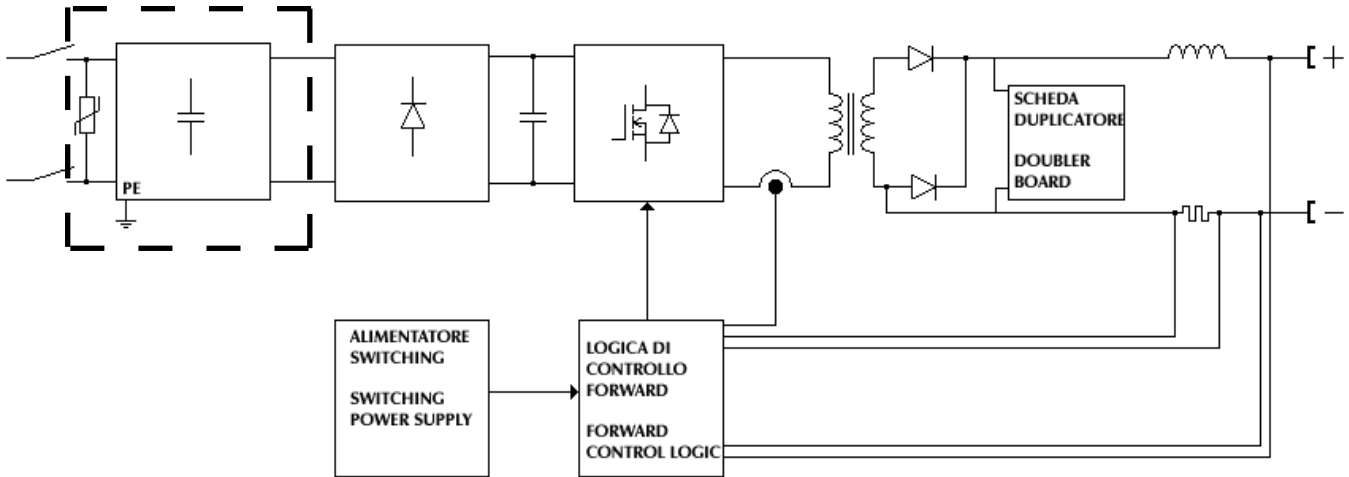 PE
SCHEDA
DUPLICATORE
DOUBLER
BOARD
+
−
ALIMENTATORE
SWITCHING
SWITCHING
POWER SUPPLY
LOGICA DI
CONTROLLO
FORWARD
FORWARD
CONTROL LOGIC